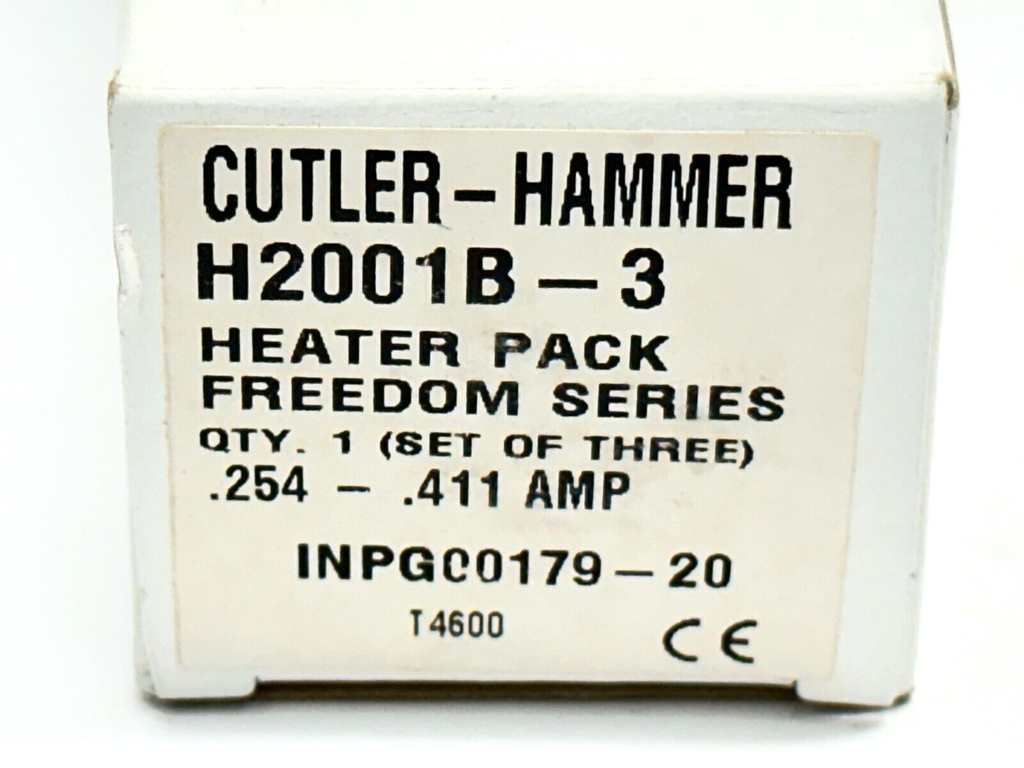 CUTLER-HAMMER
H2001B-3
HEATER PACK
FREEDOM SERIES
QTY. 1 (SET OF THREE)
.254 - .411 AMP
INPG00179-20
T4600
CE